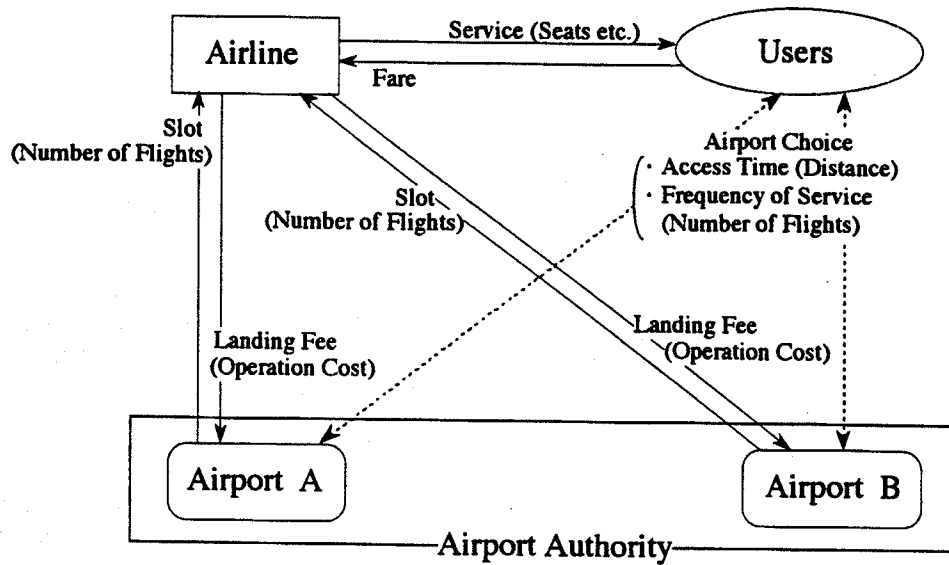 Airline
Service (Seats etc.)
Users
Fare
Slot
(Number of Flights)
Airport Choice
· Access Time (Distance)
· Frequency of Service
(Number of Flights)
Slot
(Number of Flights)
Landing Fee
(Operation Cost)
Landing Fee
(Operation Cost)
Airport A
Airport B
Airport Authority